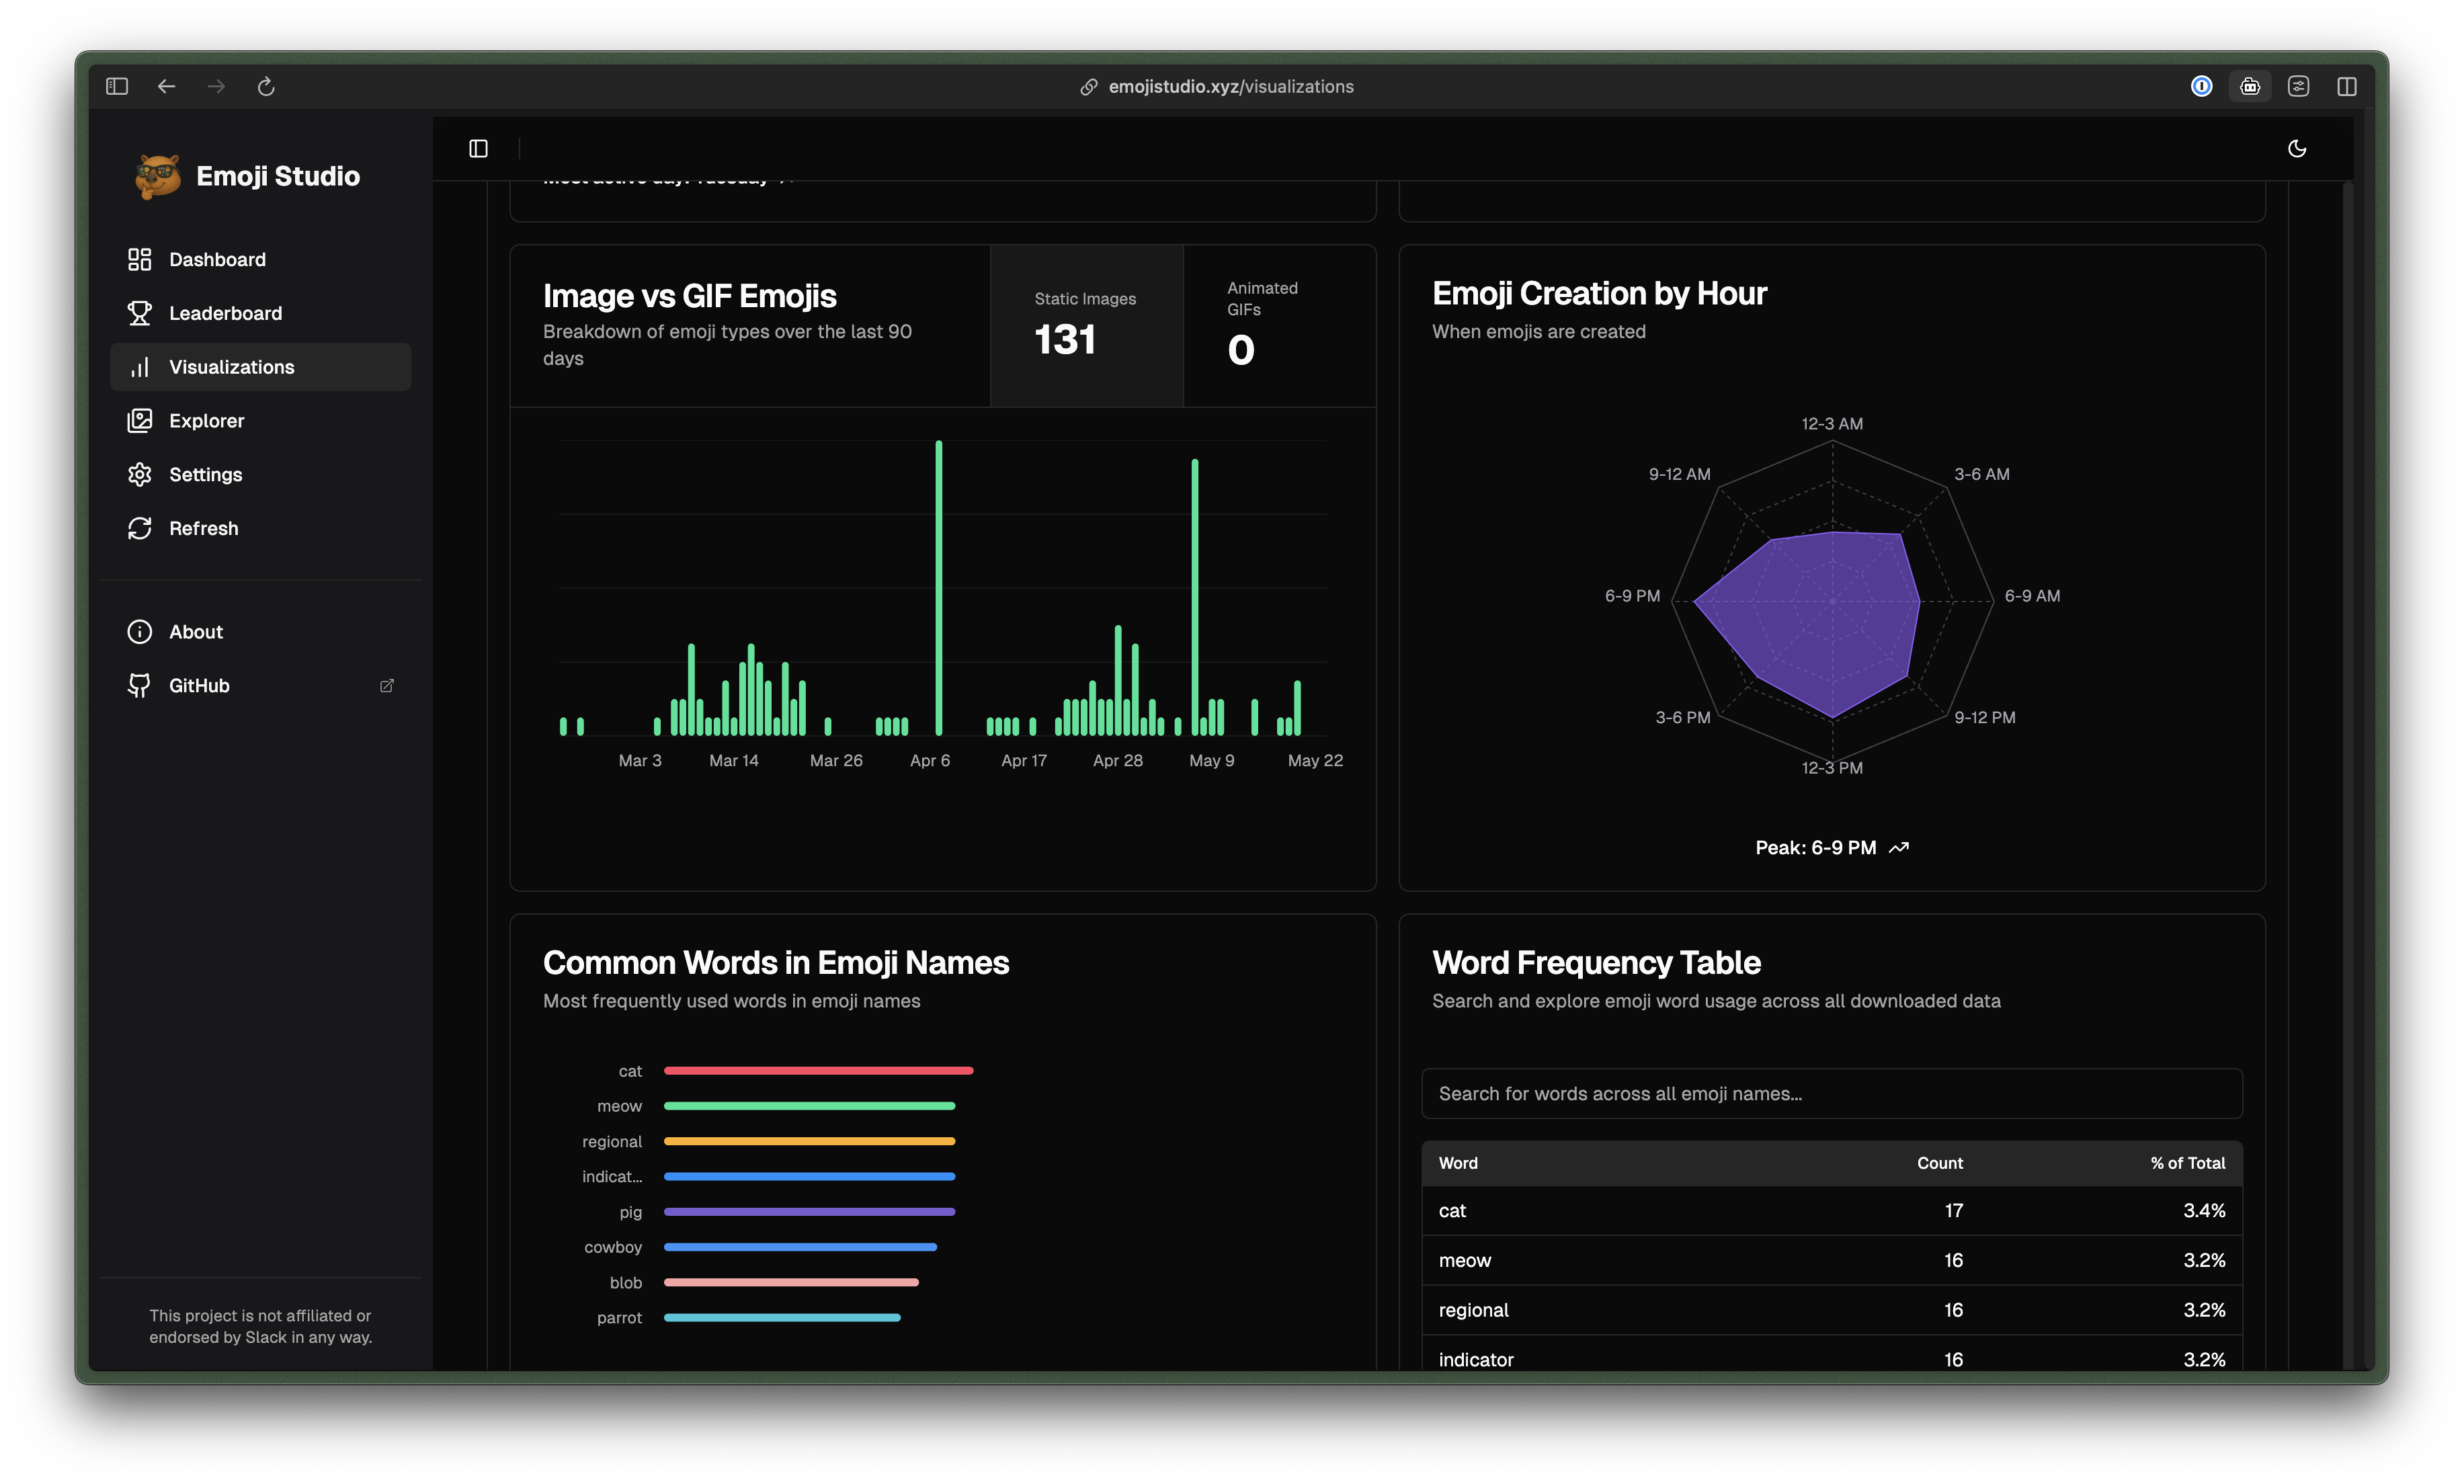 emojistudio.xyz/visualizations
Emoji Studio
Dashboard
Leaderboard
Visualizations
Explorer
Settings
Refresh
About
GitHub
This project is not affiliated or
endorsed by Slack in any way.
Most active day: Tuesday
Image vs GIF Emojis
Breakdown of emoji types over the last 90
days
Static Images
131
Animated
GIFs
0
Mar 3
Mar 14
Mar 26
Apr 6
Apr 17
Apr 28
May 9
May 22
Emoji Creation by Hour
When emojis are created
12-3 AM
3-6 AM
6-9 AM
9-12 PM
12-3 PM
3-6 PM
6-9 PM
9-12 AM
Peak: 6-9 PM
Common Words in Emoji Names
Most frequently used words in emoji names
cat
meow
regional
indicat...
pig
cowboy
blob
parrot
Word Frequency Table
Search and explore emoji word usage across all downloaded data
Search for words across all emoji names...
Word Count % of Total
cat 17 3.4%
meow 16 3.2%
regional 16 3.2%
indicator 16 3.2%